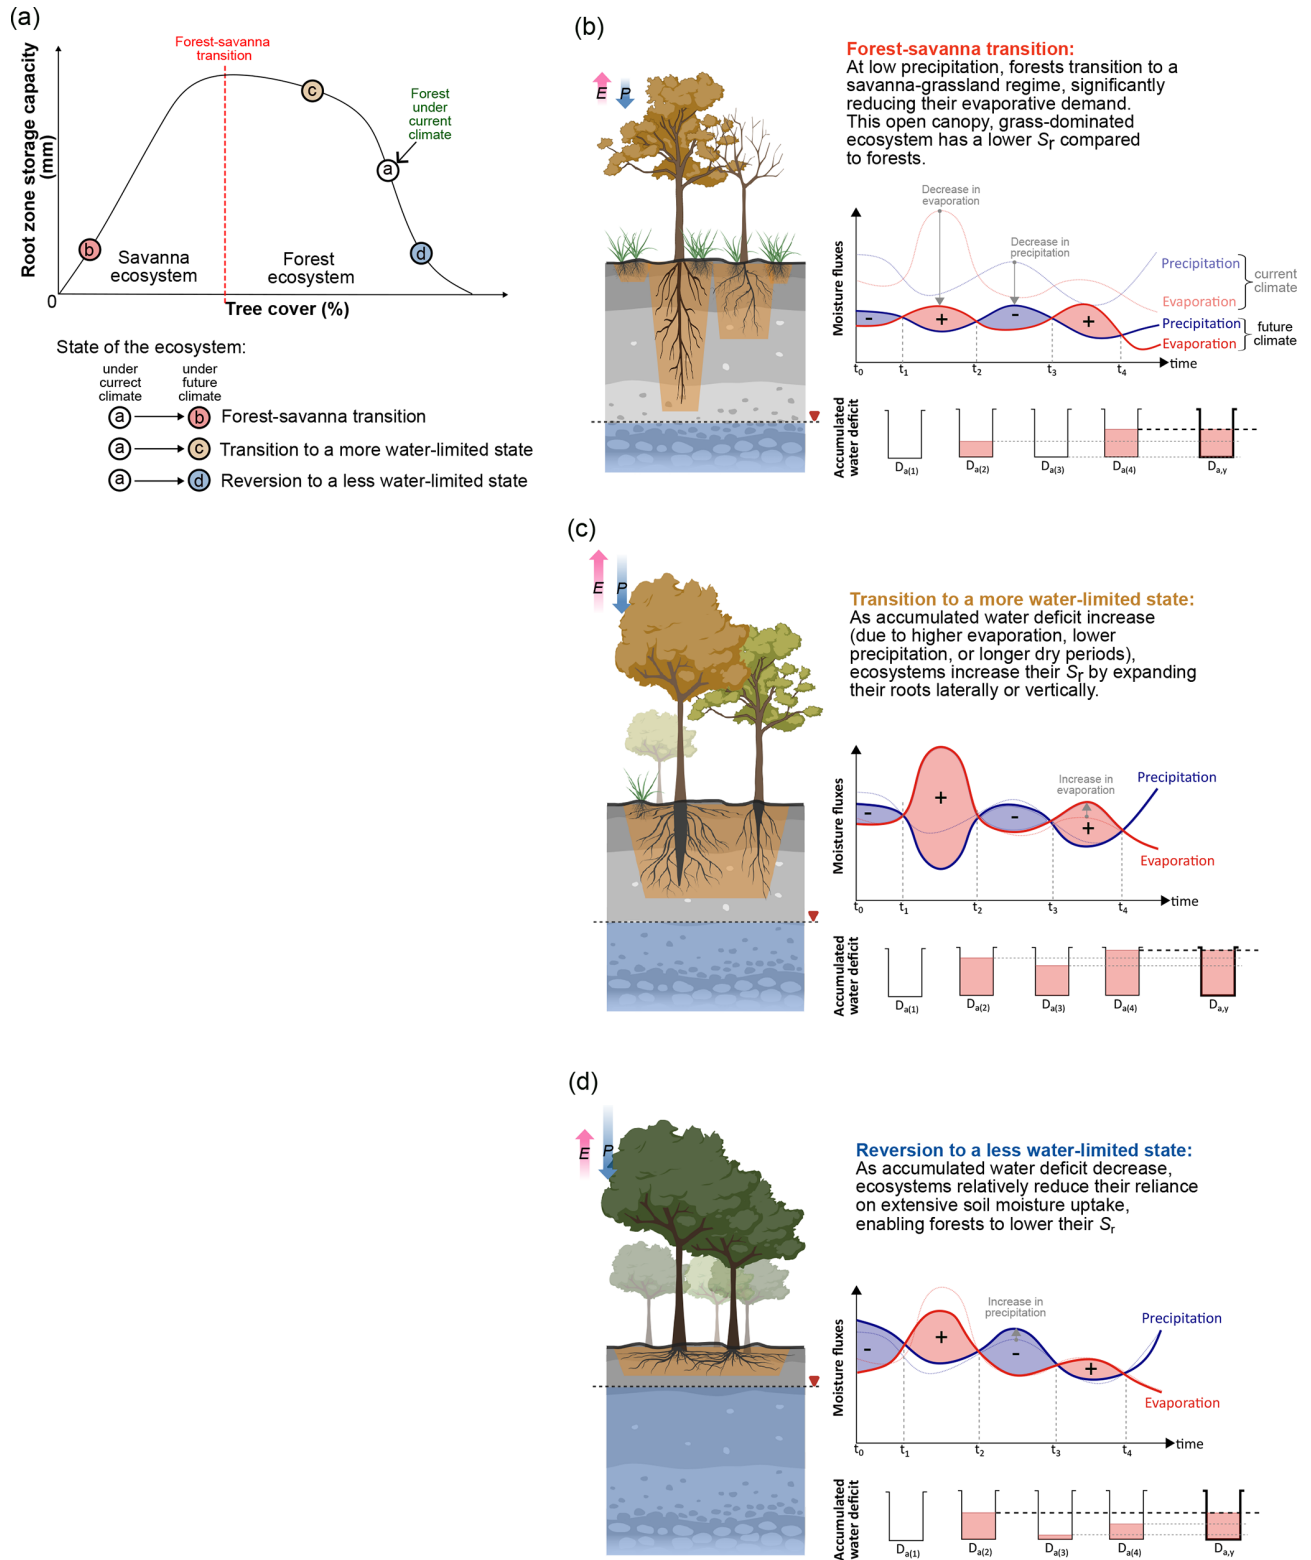 (a)
Root zone storage capacity
(mm)
Forest-savanna
transition
Forest
under
current
climate
a
b
c
d
Savanna
ecosystem
Forest
ecosystem
0
Tree cover (%)
State of the ecosystem:
under
currect
climate
under
future
climate
a
b
Forest-savanna transition
a
c
Transition to a more water-limited state
a
d
Reversion to a less water-limited state
(b)
E
P
Forest-savanna transition:
At low precipitation, forests transition to a
savanna-grassland regime, significantly
reducing their evaporative demand.
This open canopy, grass-dominated
ecosystem has a lower Sr compared
to forests.
Moisture fluxes
Decrease in
evaporation
Decrease in
precipitation
Precipitation
Evaporation
current
climate
Precipitation
Evaporation
future
climate
-
+
-
+
t0
t1
t2
t3
t4
time
Accumulated
water deficit
Da(1)
Da(2)
Da(3)
Da(4)
Da,y
(c)
E
P
Transition to a more water-limited state:
As accumulated water deficit increase
(due to higher evaporation, lower
precipitation, or longer dry periods),
ecosystems increase their Sr by expanding
their roots laterally or vertically.
Moisture fluxes
Increase in
evaporation
Precipitation
Evaporation
-
+
-
+
t0
t1
t2
t3
t4
time
Accumulated
water deficit
Da(1)
Da(2)
Da(3)
Da(4)
Da,y
(d)
E
P
Reversion to a less water-limited state:
As accumulated water deficit decrease,
ecosystems relatively reduce their reliance
on extensive soil moisture uptake,
enabling forests to lower their Sr
Moisture fluxes
Increase in
precipitation
Precipitation
Evaporation
-
+
-
+
t0
t1
t2
t3
t4
time
Accumulated
water deficit
Da(1)
Da(2)
Da(3)
Da(4)
Da,y